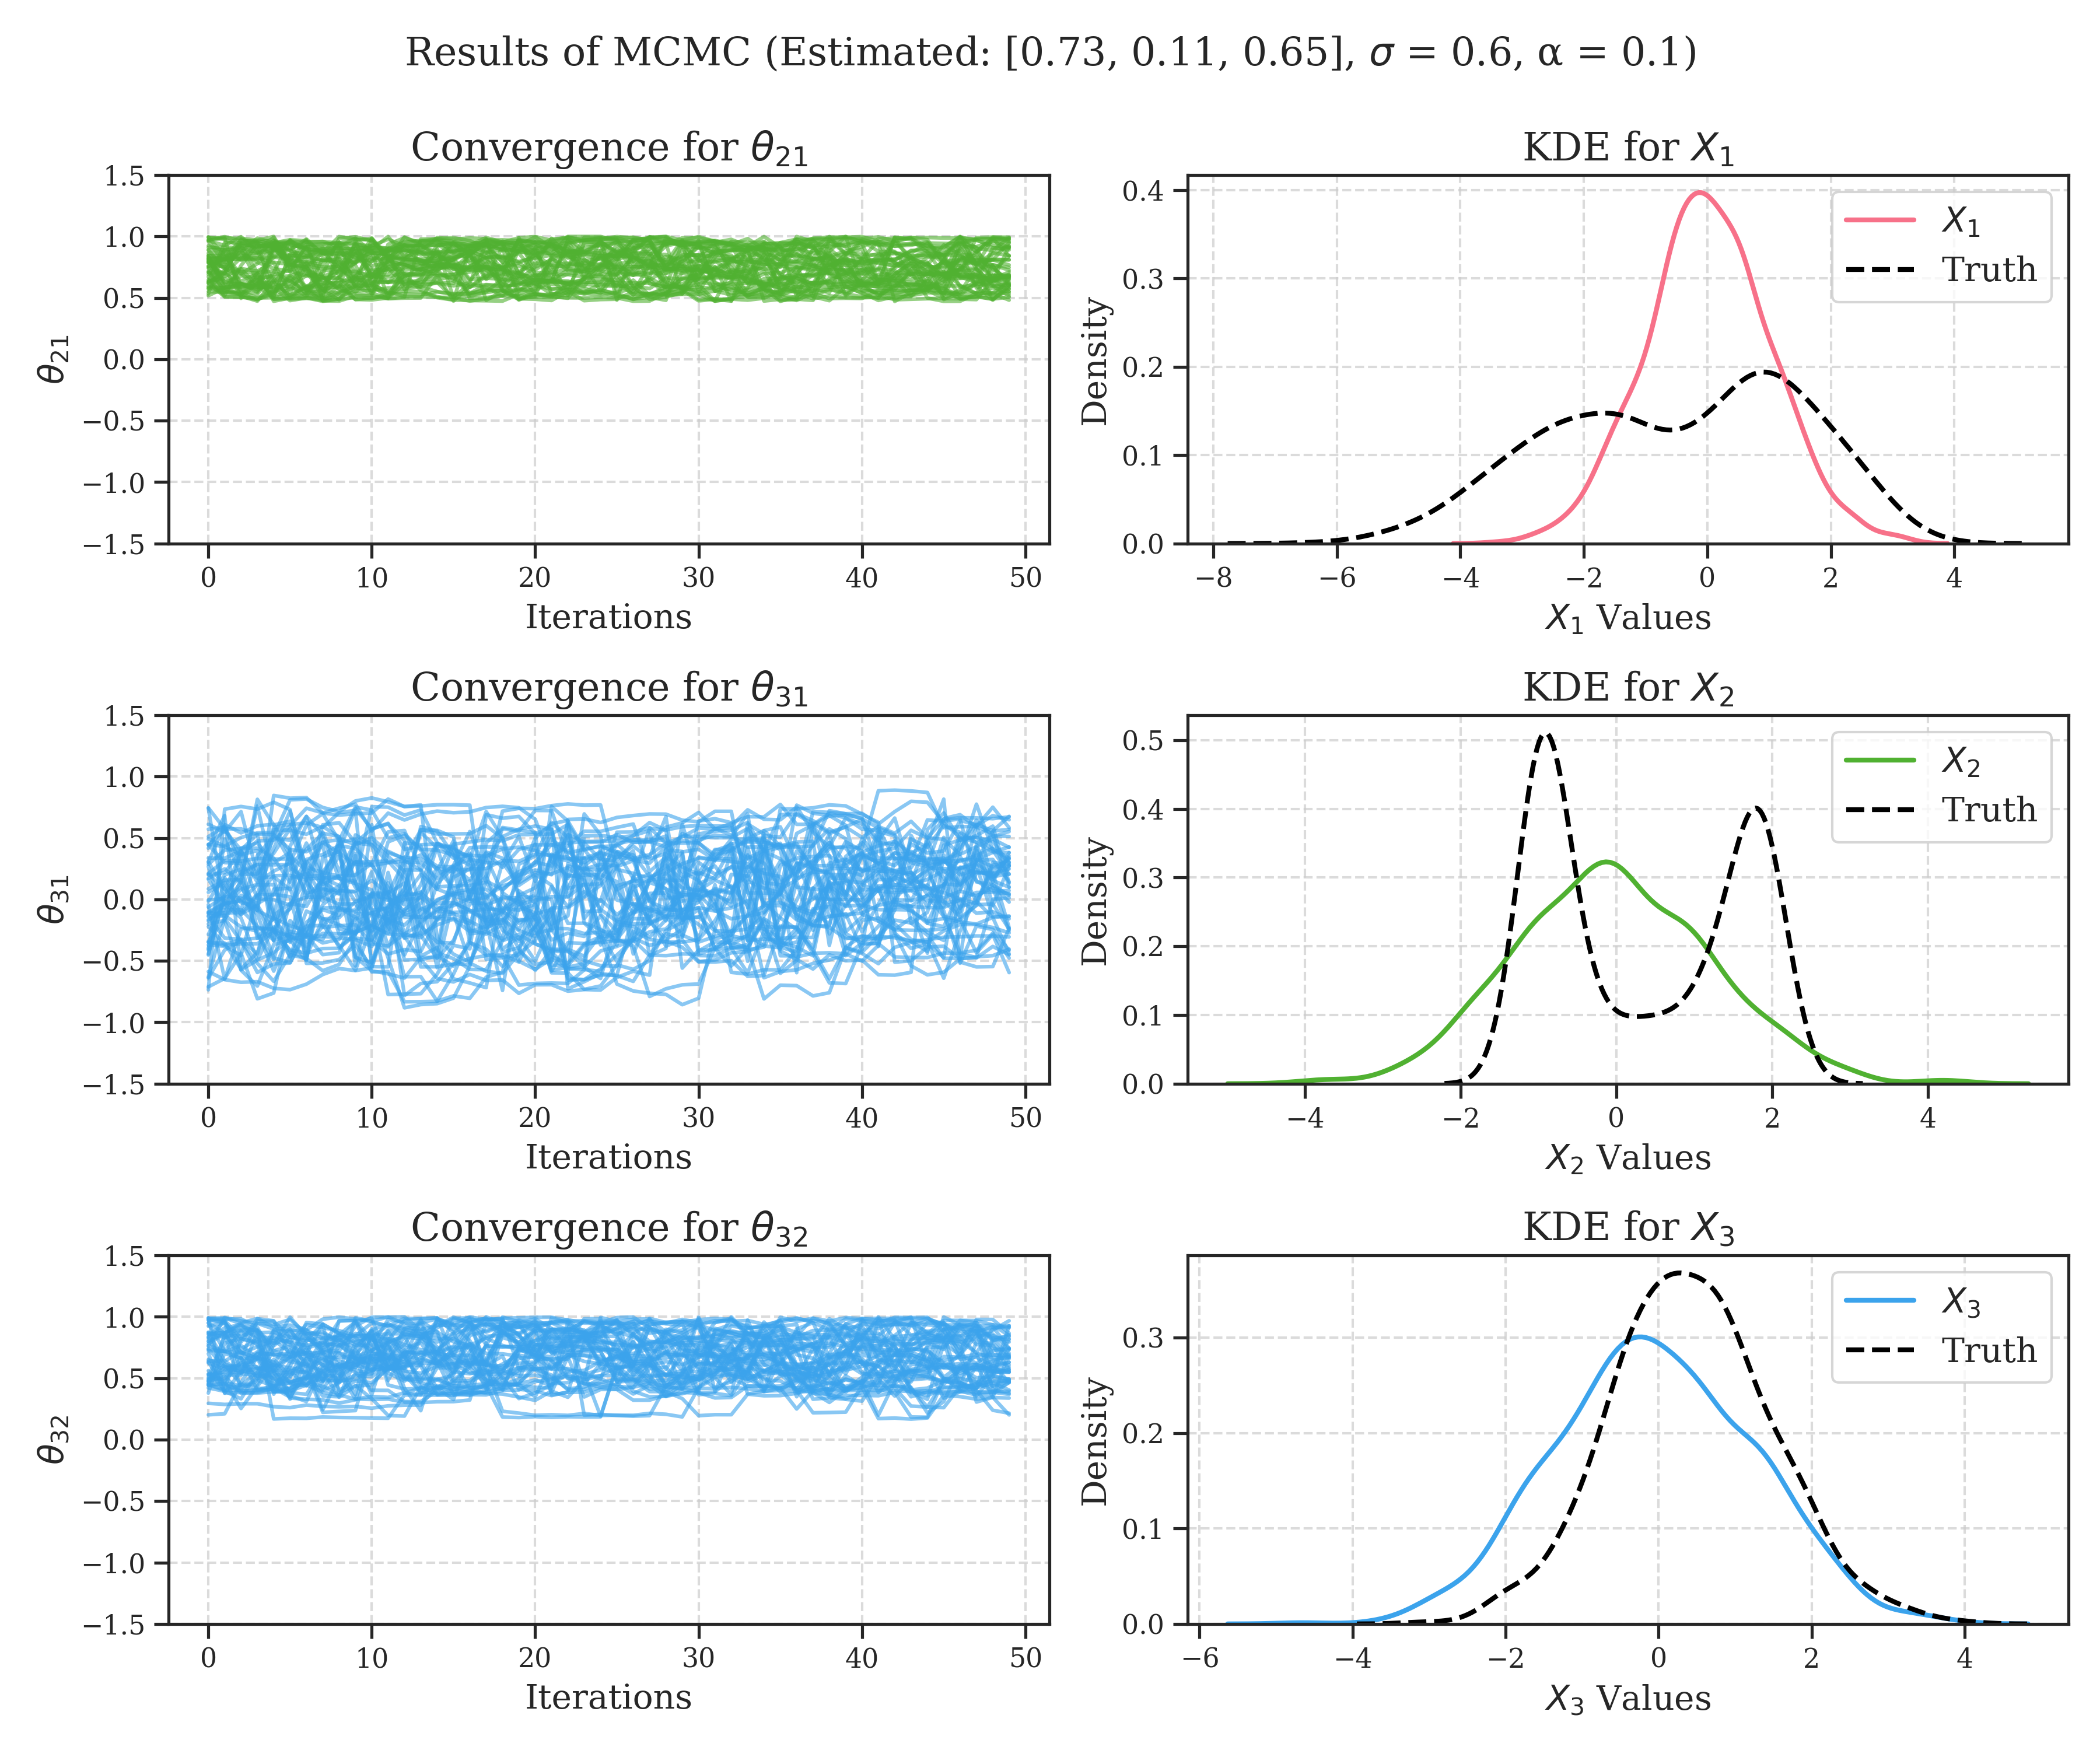 Results of MCMC (Estimated: [0.73, 0.11, 0.65], σ = 0.6, α = 0.1)
Convergence for θ21
1.5
1.0
0.5
0.0
−0.5
−1.0
−1.5
θ21
0 10 20 30 40 50
Iterations
KDE for X1
0.4
0.3
0.2
0.1
0.0
Density
X1
Truth
−8 −6 −4 −2 0 2 4
X1 Values
Convergence for θ31
1.5
1.0
0.5
0.0
−0.5
−1.0
−1.5
θ31
0 10 20 30 40 50
Iterations
KDE for X2
0.5
0.4
0.3
0.2
0.1
0.0
Density
X2
Truth
−4 −2 0 2 4
X2 Values
Convergence for θ32
1.5
1.0
0.5
0.0
−0.5
−1.0
−1.5
θ32
0 10 20 30 40 50
Iterations
KDE for X3
0.3
0.2
0.1
0.0
Density
X3
Truth
−6 −4 −2 0 2 4
X3 Values